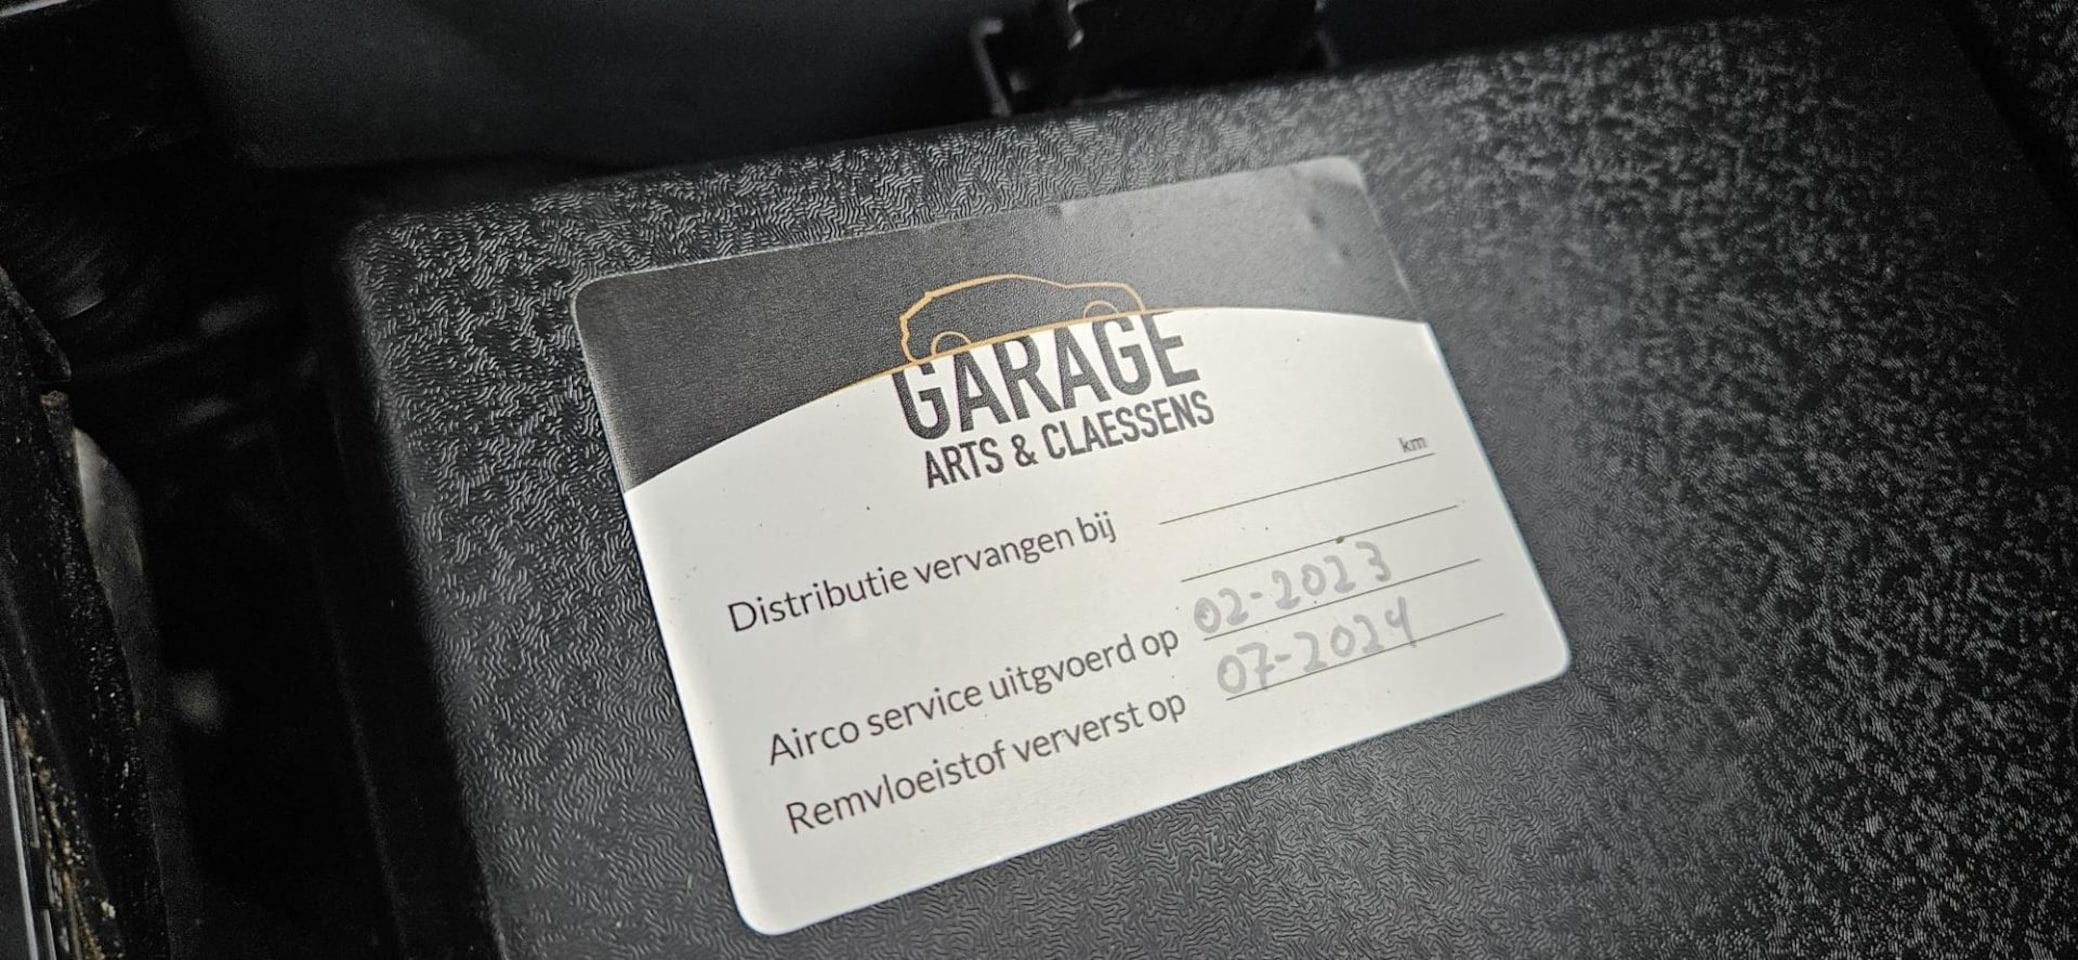 GARAGE
ARTS & CLAESSENS
Distributie vervangen bij km
Airco service uitgvoerd op 02-2023
Remvloeistof ververst op 07-2024